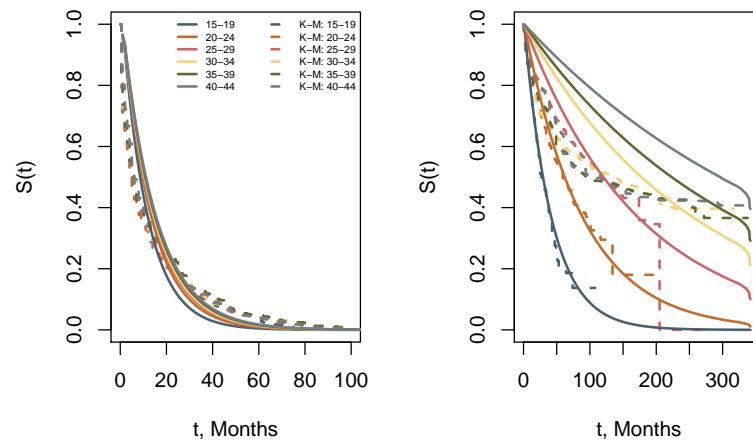 1.0
0.8
0.6
0.4
0.2
0.0
S(t)
15−19
20−24
25−29
30−34
35−39
40−44
K−M: 15−19
K−M: 20−24
K−M: 25−29
K−M: 30−34
K−M: 35−39
K−M: 40−44
0 20 40 60 80 100
t, Months
1.0
0.8
0.6
0.4
0.2
0.0
S(t)
0 100 200 300
t, Months